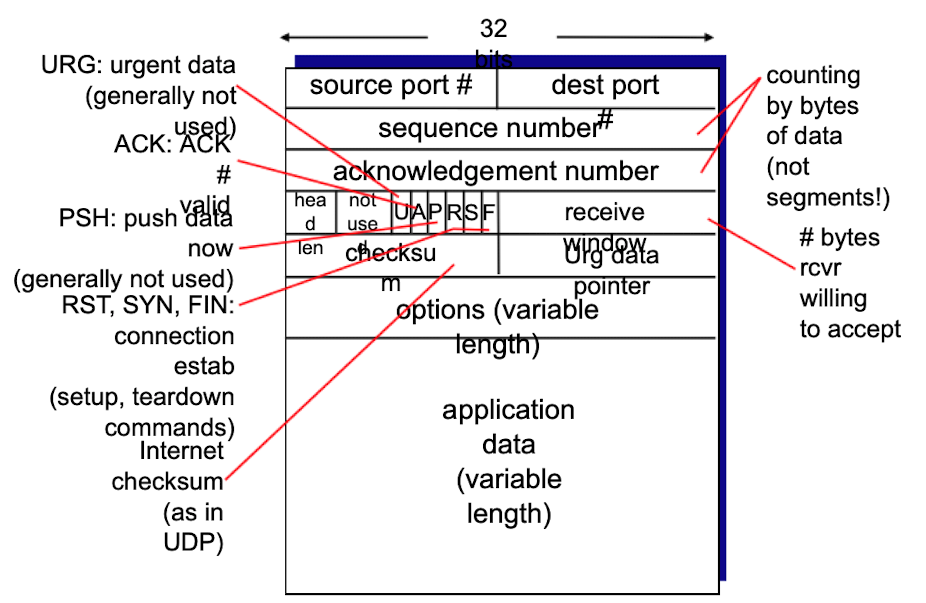 32
bits
URG: urgent data
(generally not
used)
ACK: ACK
#
valid
PSH: push data
now
(generally not used)
RST, SYN, FIN:
connection
estab
(setup, teardown
commands)
Internet
checksum
(as in
UDP)
source port #
dest port
#
sequence number
acknowledgement number
hea
d
len
not
use
d
U
A
P
R
S
F
receive
window
checksu
m
Urg data
pointer
options (variable
length)
application
data
(variable
length)
counting
by bytes
of data
(not
segments!)
# bytes
rcvr
willing
to accept